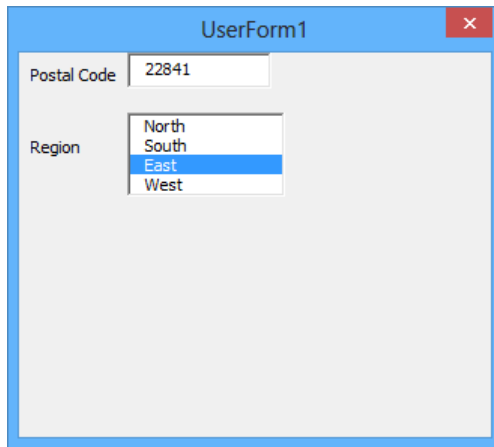 UserForm1
Postal Code 22841
North
Region
South
East
West